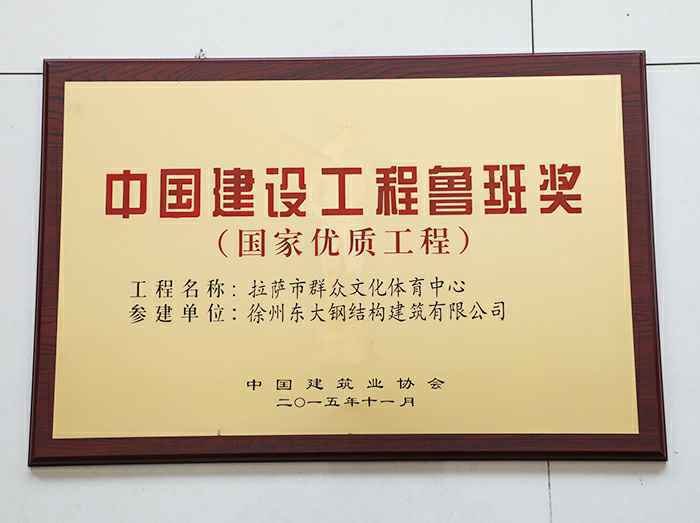 中国建设工程鲁班奖
（国家优质工程）
工程名称：拉萨市群众文化体育中心
参建单位：徐州东大钢结构建筑有限公司
中国建筑业协会
二〇一五年十一月